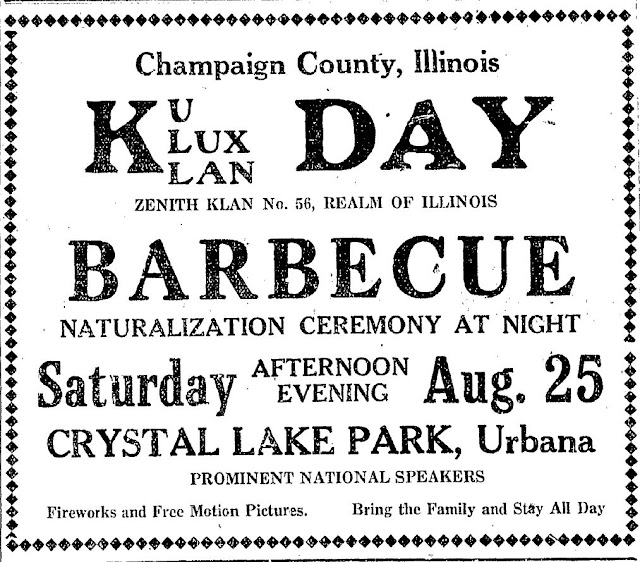 Champaign County, Illinois
KU LUX LAN DAY
ZENITH KLAN No. 56, REALM OF ILLINOIS
BARBECUE
NATURALIZATION CEREMONY AT NIGHT
Saturday AFTERNOON EVENING Aug. 25
CRYSTAL LAKE PARK, Urbana
PROMINENT NATIONAL SPEAKERS
Fireworks and Free Motion Pictures. Bring the Family and Stay All Day